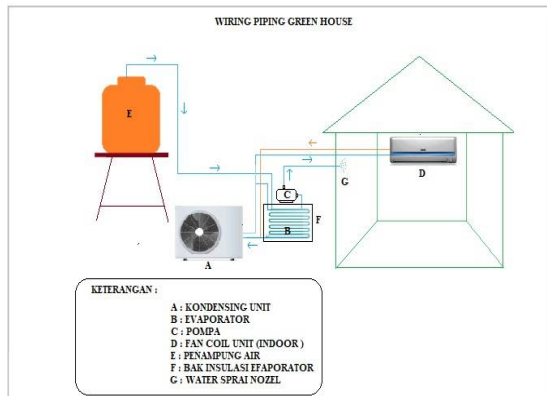 WIRING PIPING GREEN HOUSE
E
C
G
D
F
B
A
KETERANGAN :
A : KONDENSING UNIT
B : EVAPORATOR
C : POMPA
D : FAN COIL UNIT (INDOOR )
E : PENAMPUNG AIR
F : BAK INSULASI EFAPORATOR
G : WATER SPRAI NOZEL